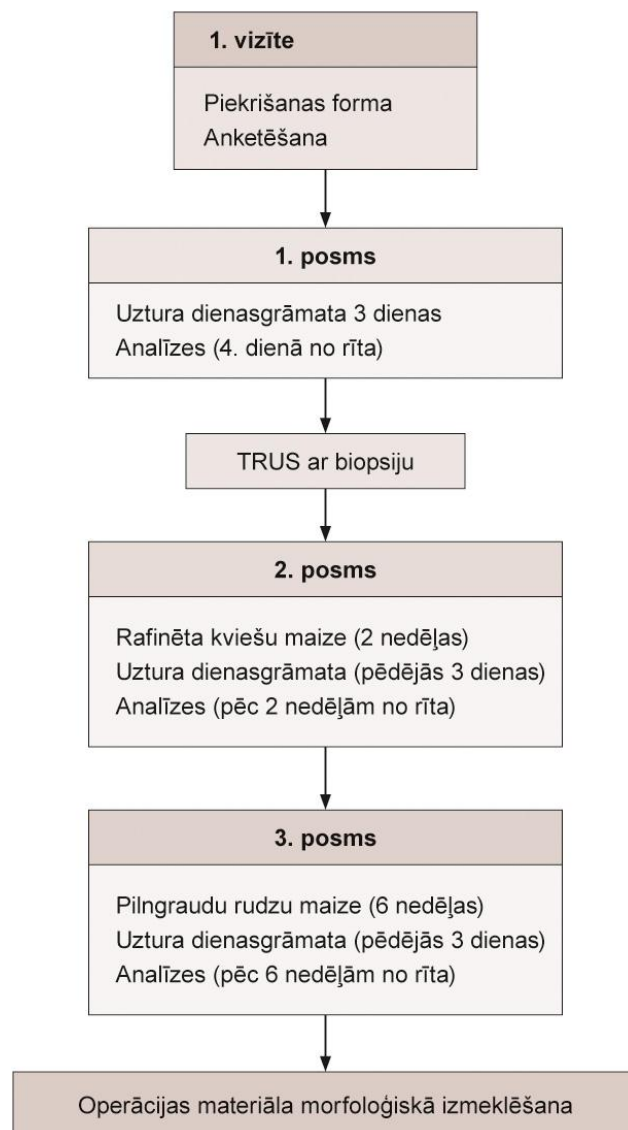 1. vizīte
Piekrišanas forma
Anketēšana
1. posms
Uztura dienasgrāmata 3 dienas
Analīzes (4. dienā no rīta)
TRUS ar biopsiju
2. posms
Rafinēta kviešu maize (2 nedēļas)
Uztura dienasgrāmata (pēdējās 3 dienas)
Analīzes (pēc 2 nedēļām no rīta)
3. posms
Pilngraudu rudzu maize (6 nedēļas)
Uztura dienasgrāmata (pēdējās 3 dienas)
Analīzes (pēc 6 nedēļām no rīta)
Operācijas materiāla morfoloģiskā izmeklēšana